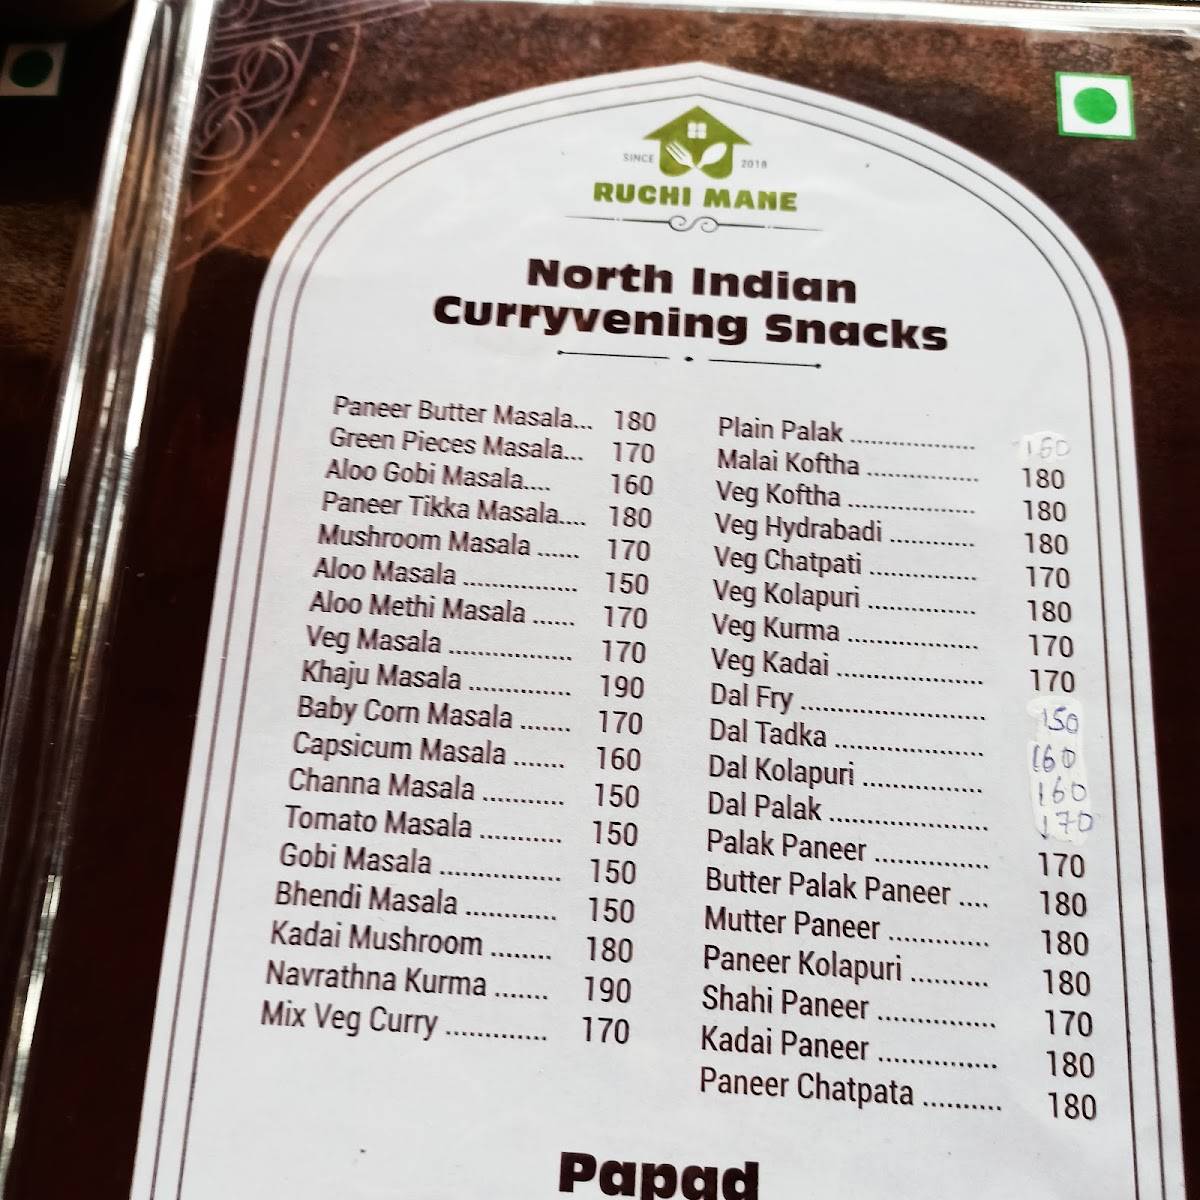 SINCE 2018
RUCHI MANE
North Indian
Curryvening Snacks
Paneer Butter Masala... 180
Green Pieces Masala... 170
Aloo Gobi Masala.... 160
Paneer Tikka Masala.... 180
Mushroom Masala ...... 170
Aloo Masala ................ 150
Aloo Methi Masala ...... 170
Veg Masala ................. 170
Khaju Masala .............. 190
Baby Corn Masala ....... 170
Capsicum Masala ....... 160
Channa Masala ........... 150
Tomato Masala ........... 150
Gobi Masala ................ 150
Bhendi Masala ............ 150
Kadai Mushroom ........ 180
Navrathna Kurma ....... 190
Mix Veg Curry ............. 170
Plain Palak .................. 160
Malai Koftha ................ 180
Veg Koftha .................. 180
Veg Hydrabadi ............ 180
Veg Chatpati ............... 170
Veg Kolapuri ............... 180
Veg Kurma .................. 170
Veg Kadai .................... 170
Dal Fry ......................... 150
Dal Tadka .................... 160
Dal Kolapuri ................ 160
Dal Palak ..................... 170
Palak Paneer ............... 170
Butter Palak Paneer .... 180
Mutter Paneer ............. 180
Paneer Kolapuri .......... 180
Shahi Paneer ............... 170
Kadai Paneer ............... 180
Paneer Chatpata .......... 180
Papad